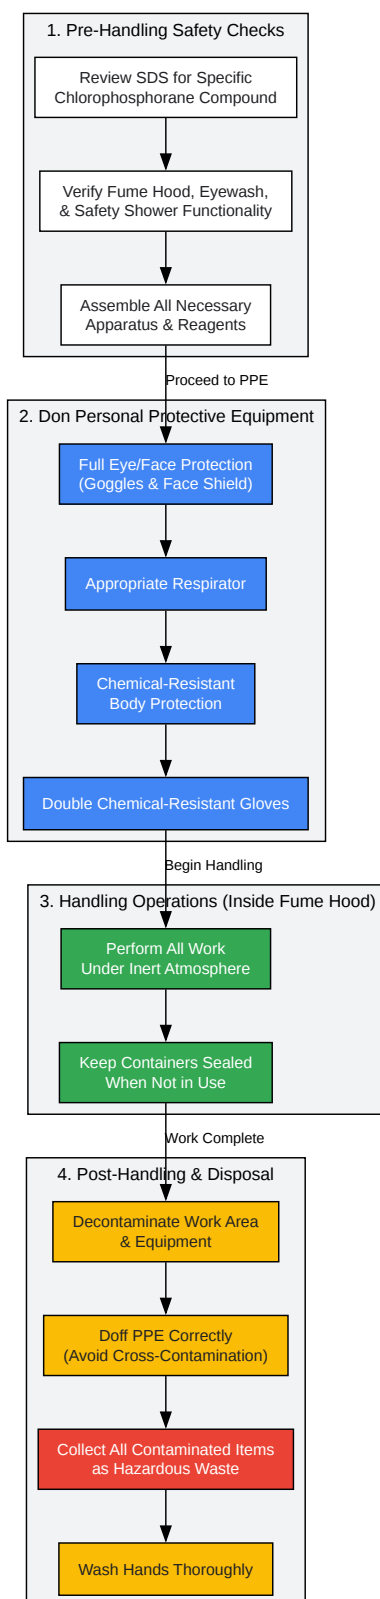 1. Pre-Handling Safety Checks
Review SDS for Specific
Chlorophosphorane Compound
Verify Fume Hood, Eyewash,
& Safety Shower Functionality
Assemble All Necessary
Apparatus & Reagents
Proceed to PPE
2. Don Personal Protective Equipment
Full Eye/Face Protection
(Goggles & Face Shield)
Appropriate Respirator
Chemical-Resistant
Body Protection
Double Chemical-Resistant Gloves
Begin Handling
3. Handling Operations (Inside Fume Hood)
Perform All Work
Under Inert Atmosphere
Keep Containers Sealed
When Not in Use
Work Complete
4. Post-Handling & Disposal
Decontaminate Work Area
& Equipment
Doff PPE Correctly
(Avoid Cross-Contamination)
Collect All Contaminated Items
as Hazardous Waste
Wash Hands Thoroughly